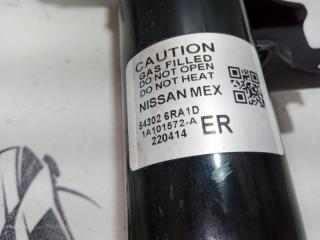 CAUTION
GAS FILLED
DO NOT OPEN
DO NOT HEAT
NISSAN MEX
54302 6RA1D
1A101572-A
220414
ER